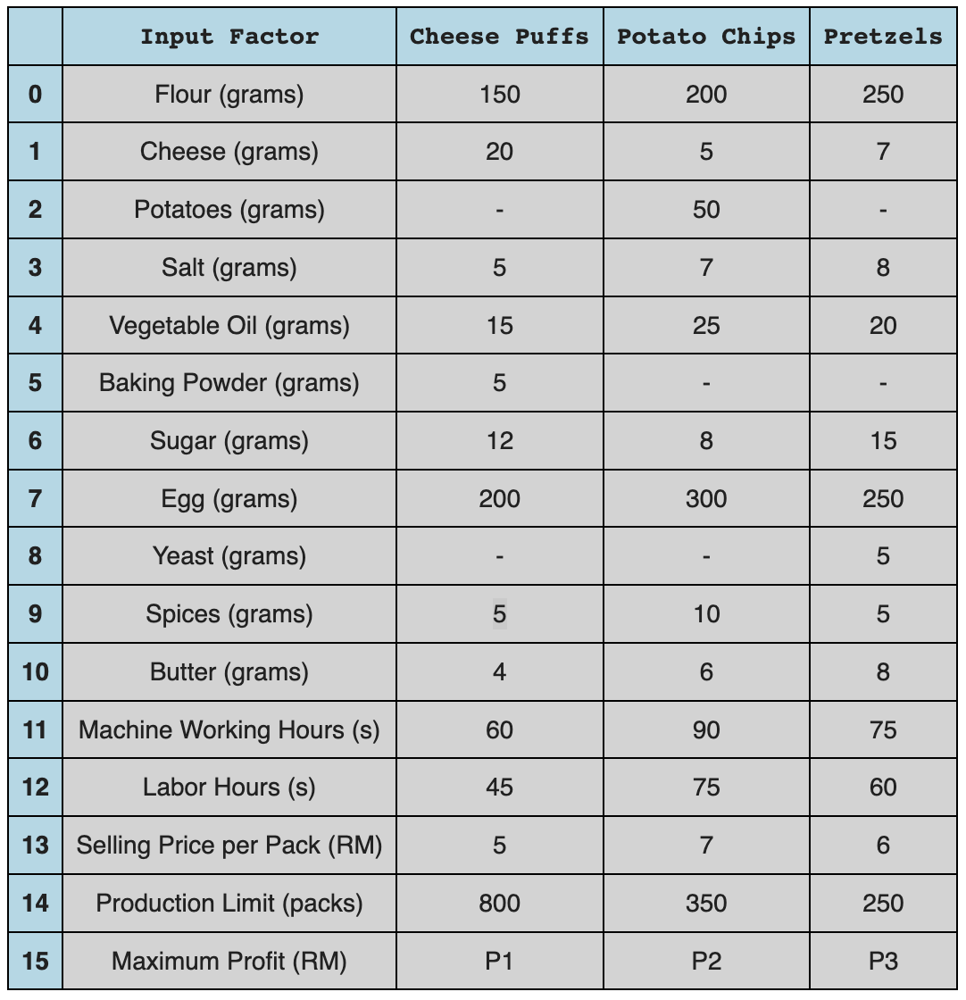 Input Factor Cheese Puffs Potato Chips Pretzels
0 Flour (grams) 150 200 250
1 Cheese (grams) 20 5 7
2 Potatoes (grams) - 50 -
3 Salt (grams) 5 7 8
4 Vegetable Oil (grams) 15 25 20
5 Baking Powder (grams) 5 - -
6 Sugar (grams) 12 8 15
7 Egg (grams) 200 300 250
8 Yeast (grams) - - 5
9 Spices (grams) 5 10 5
10 Butter (grams) 4 6 8
11 Machine Working Hours (s) 60 90 75
12 Labor Hours (s) 45 75 60
13 Selling Price per Pack (RM) 5 7 6
14 Production Limit (packs) 800 350 250
15 Maximum Profit (RM) P1 P2 P3